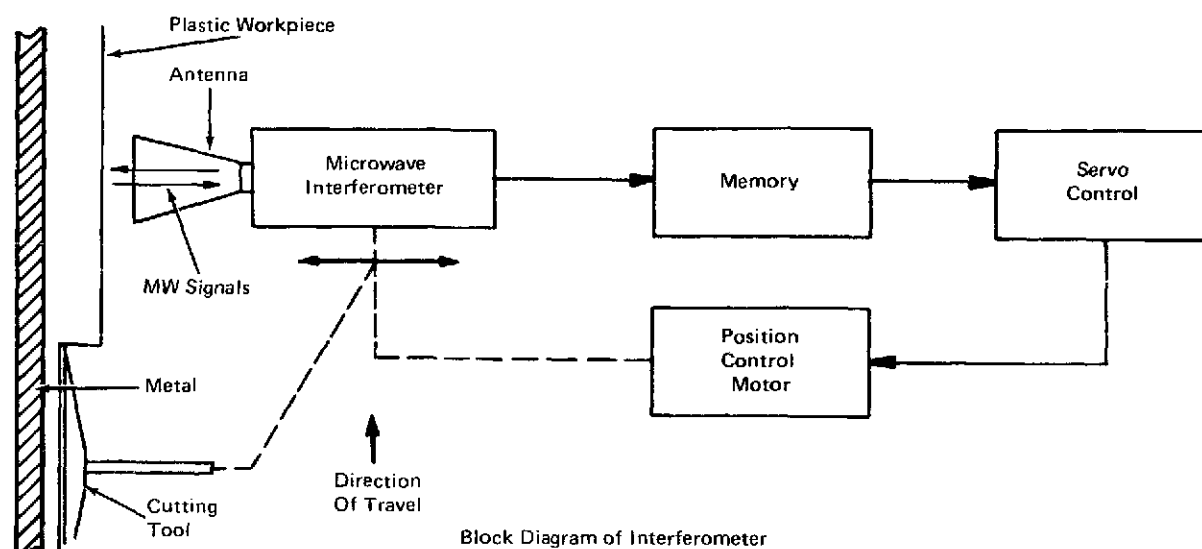 Plastic Workpiece
Antenna
Microwave
Interferometer
Memory
Servo
Control
MW Signals
Position
Control
Motor
Metal
Direction
Of Travel
Cutting
Tool
Block Diagram of Interferometer